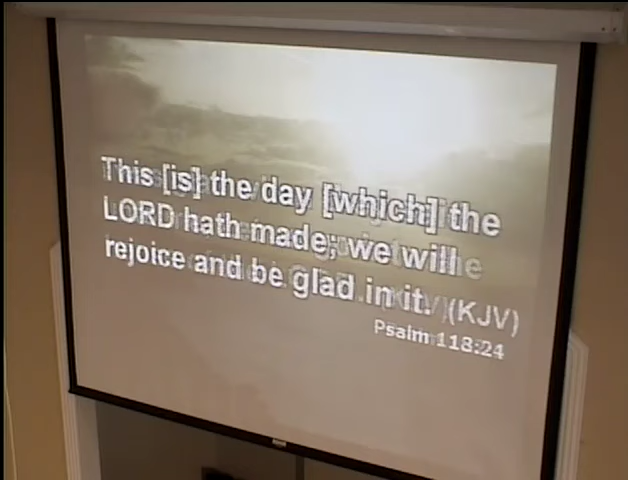 This [is] the day [which] the
LORD hath made; we will
rejoice and be glad in it. (KJV)
Psalm 118:24